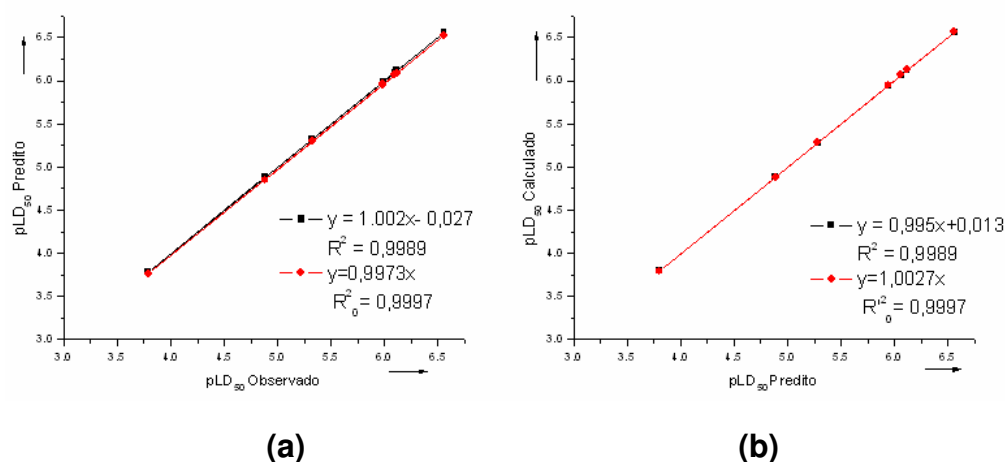 6.5
6.0
5.5
5.0
4.5
4.0
3.5
3.0
pLD50 Predito
y = 1.002x- 0,027
R2 = 0,9989
y=0,9973x
R20 = 0,9997
3.0 3.5 4.0 4.5 5.0 5.5 6.0 6.5
pLD50 Observado
(a)
6.5
6.0
5.5
5.0
4.5
4.0
3.5
3.0
pLD50 Calculado
y = 0,995x+0,013
R2 = 0,9989
y=1,0027x
R'20 = 0,9997
3.0 3.5 4.0 4.5 5.0 5.5 6.0 6.5
pLD50 Predito
(b)